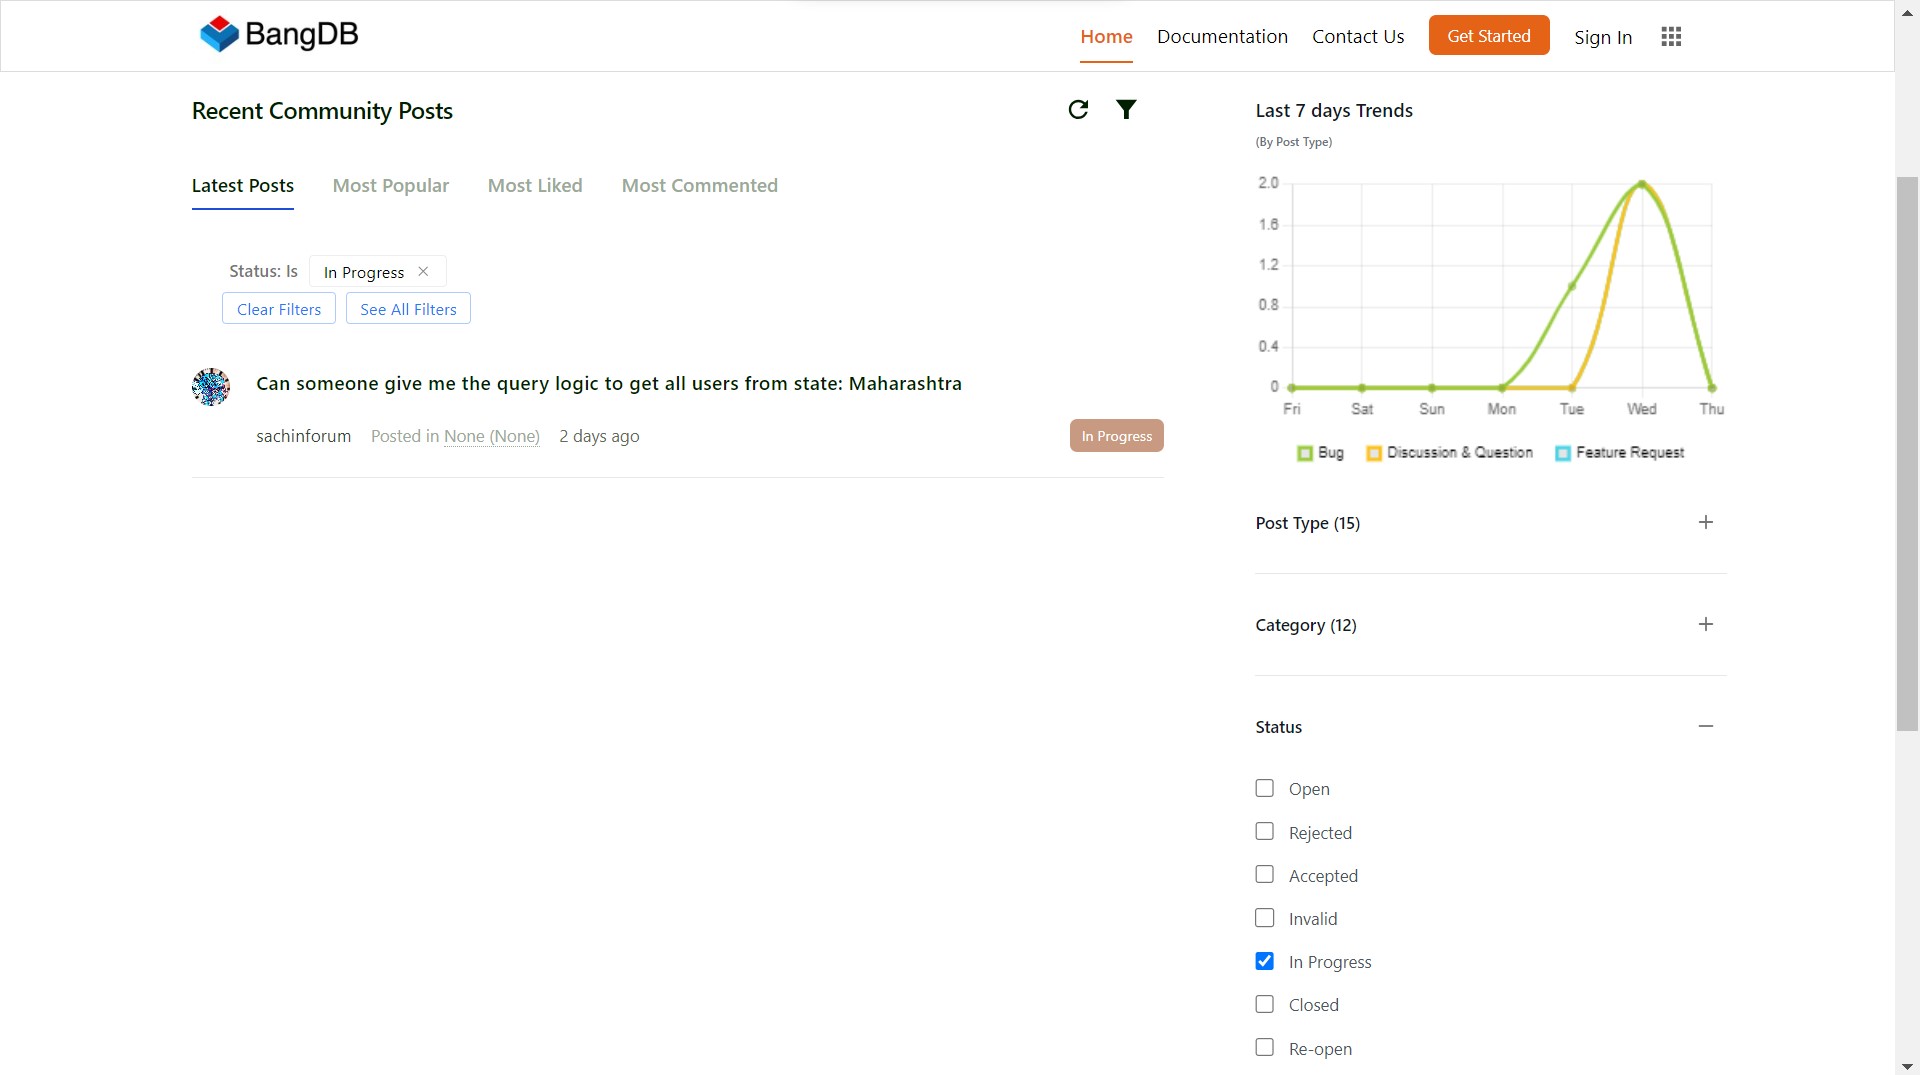 BangDB
Home Documentation Contact Us Get Started Sign In
Recent Community Posts
Latest Posts Most Popular Most Liked Most Commented
Status: Is In Progress
Clear Filters See All Filters
Can someone give me the query logic to get all users from state: Maharashtra
sachinforum Posted in None (None) 2 days ago In Progress
Last 7 days Trends
(By Post Type)
2.0
1.6
1.2
0.8
0.4
0
Fri Sat Sun Mon Tue Wed Thu
Bug Discussion & Question Feature Request
Post Type (15)
Category (12)
Status
Open
Rejected
Accepted
Invalid
In Progress
Closed
Re-open